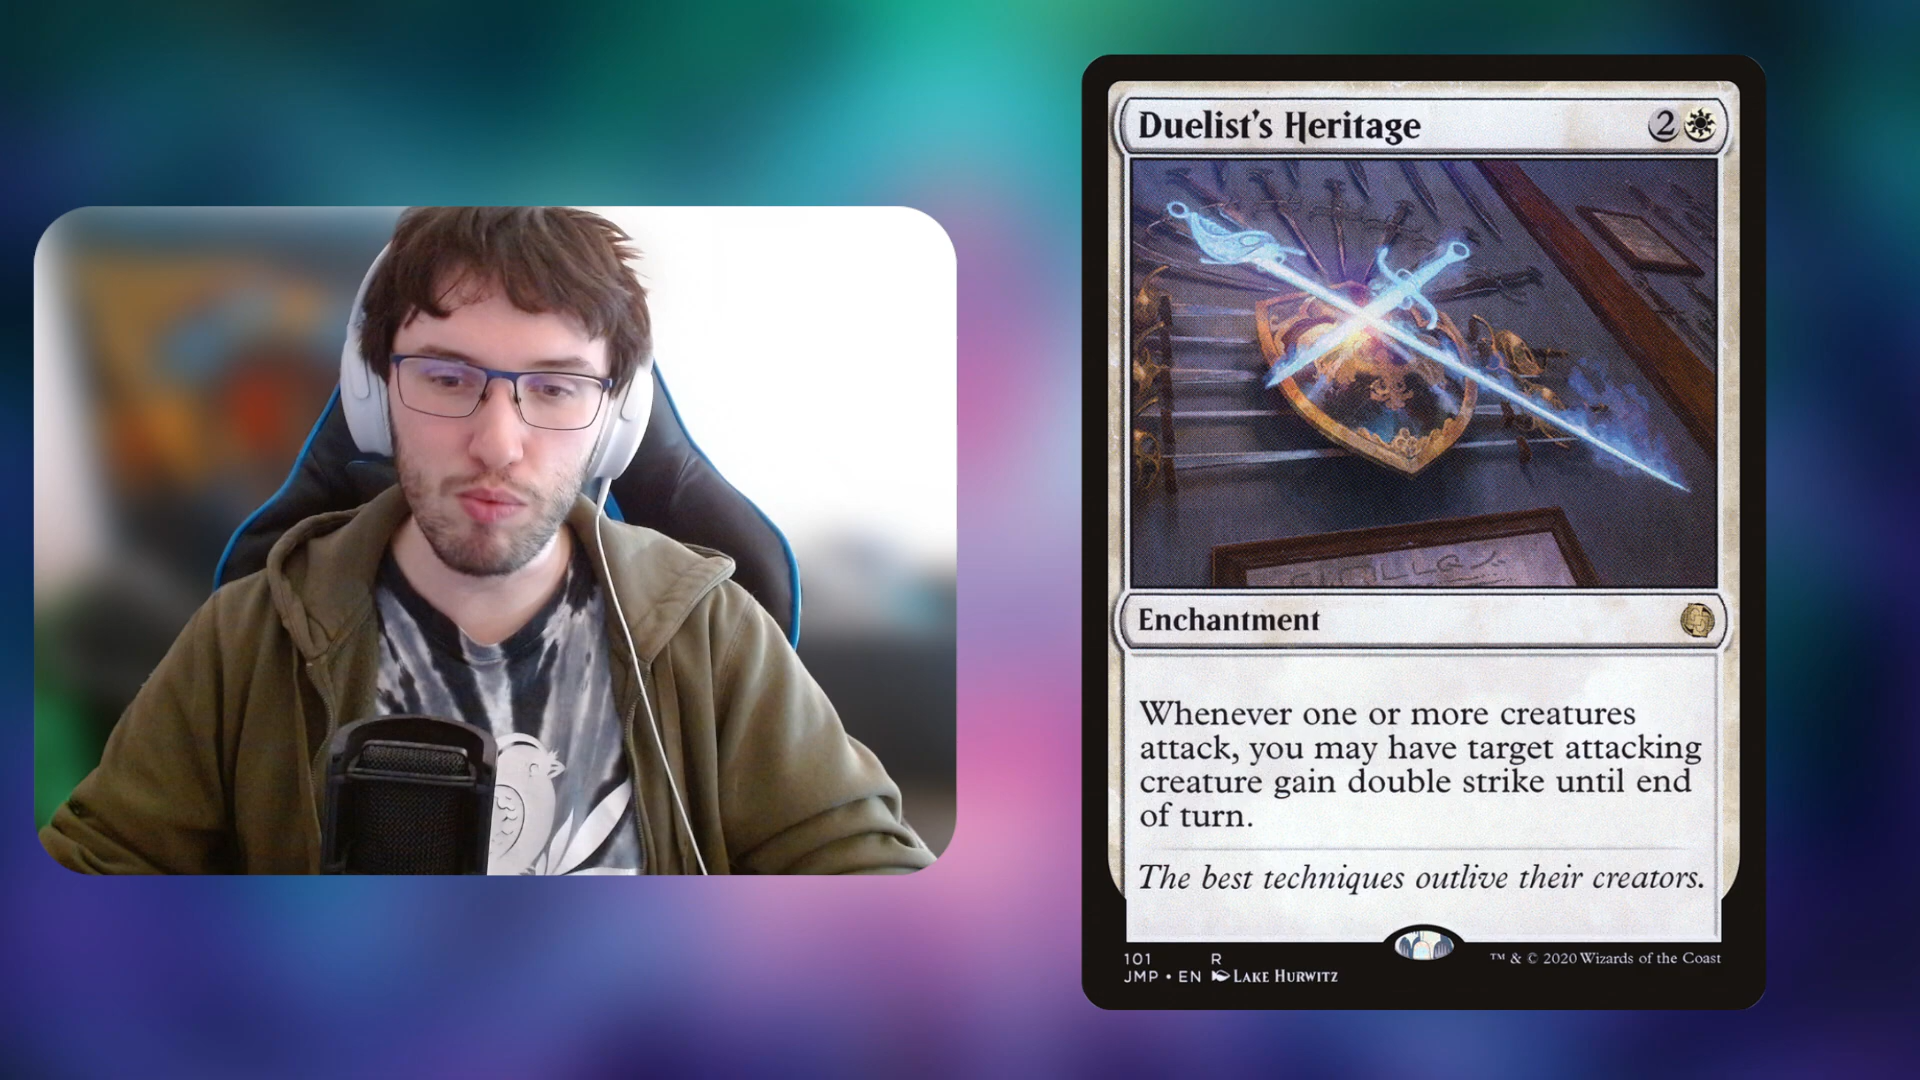 Duelist's Heritage 2
Enchantment
Whenever one or more creatures
attack, you may have target attacking
creature gain double strike until end
of turn.
The best techniques outlive their creators.
101 R
JMP • EN LAKE HURWITZ
™ & © 2020 Wizards of the Coast